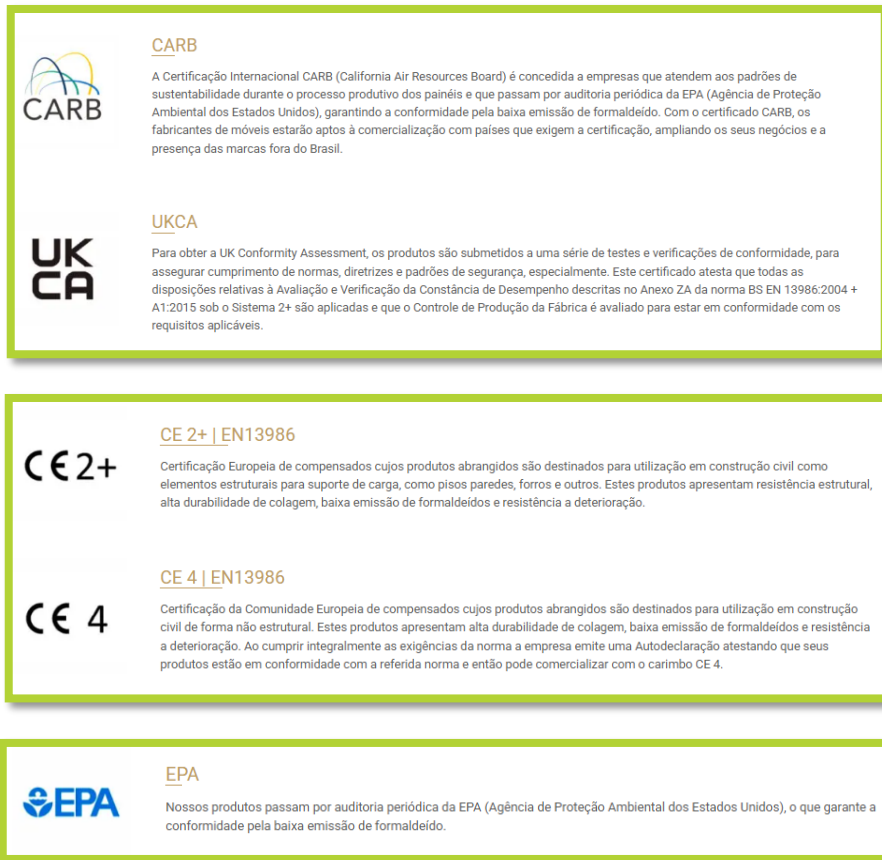 CARB
CARB
A Certificação Internacional CARB (California Air Resources Board) é concedida a empresas que atendem aos padrões de
sustentabilidade durante o processo produtivo dos painéis e que passam por auditoria periódica da EPA (Agência de Proteção
Ambiental dos Estados Unidos), garantindo a conformidade pela baixa emissão de formaldeído. Com o certificado CARB, os
fabricantes de móveis estarão aptos à comercialização com países que exigem a certificação, ampliando os seus negócios e a
presença das marcas fora do Brasil.
UK
CA
UKCA
Para obter a UK Conformity Assessment, os produtos são submetidos a uma série de testes e verificações de conformidade, para
assegurar cumprimento de normas, diretrizes e padrões de segurança, especialmente. Este certificado atesta que todas as
disposições relativas à Avaliação e Verificação da Constância de Desempenho descritas no Anexo ZA da norma BS EN 13986:2004 +
A1:2015 sob o Sistema 2+ são aplicadas e que o Controle de Produção da Fábrica é avaliado para estar em conformidade com os
requisitos aplicáveis.
CE 2+
CE 2+ | EN13986
Certificação Europeia de compensados cujos produtos abrangidos são destinados para utilização em construção civil como
elementos estruturais para suporte de carga, como pisos paredes, forros e outros. Estes produtos apresentam resistência estrutural,
alta durabilidade de colagem, baixa emissão de formaldeídos e resistência a deterioração.
CE 4
CE 4 | EN13986
Certificação da Comunidade Europeia de compensados cujos produtos abrangidos são destinados para utilização em construção
civil de forma não estrutural. Estes produtos apresentam alta durabilidade de colagem, baixa emissão de formaldeídos e resistência
a deterioração. Ao cumprir integralmente as exigências da norma a empresa emite uma Autodeclaração atestando que seus
produtos estão em conformidade com a referida norma e então pode comercializar com o carimbo CE 4.
EPA
EPA
Nossos produtos passam por auditoria periódica da EPA (Agência de Proteção Ambiental dos Estados Unidos), o que garante a
conformidade pela baixa emissão de formaldeído.